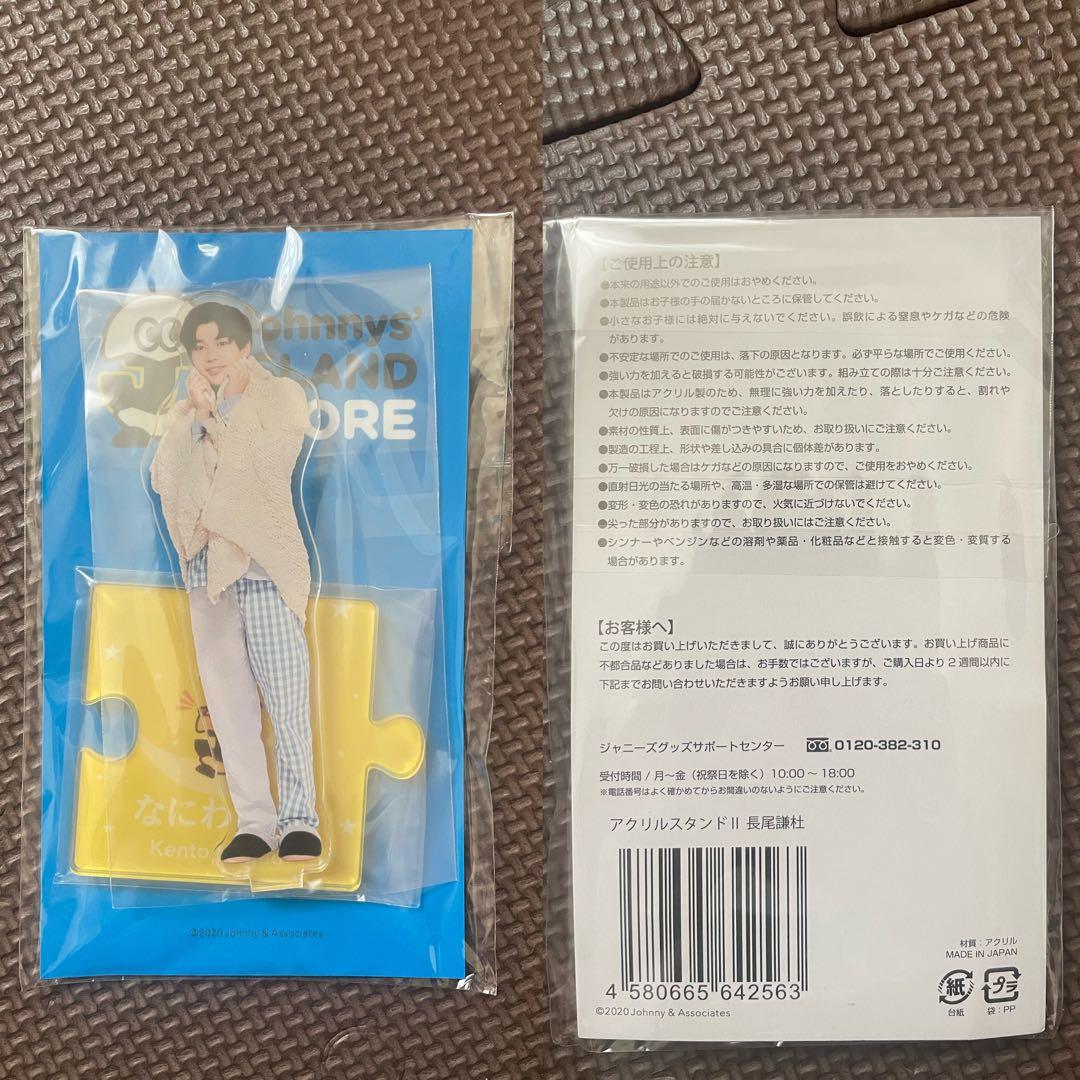 Johnnys'
LAND
ORE
なにわ
Kento
©2020 Johnny & Associates
【ご使用上の注意】
●本来の用途以外でのご使用はおやめください。
●本製品はお子様の手の届かないところに保管してください。
●小さなお子様には絶対に与えないでください。誤飲による窒息やケガなどの危険
があります。
●不安定な場所でのご使用は、落下の原因となります。必ず平らな場所でご使用ください。
●強い力を加えると破損する可能性がございます。組み立ての際は十分ご注意ください。
●本製品はアクリル製のため、無理に強い力を加えたり、落としたりすると、割れや
欠けの原因になりますのでご注意ください。
●素材の性質上、表面に傷がつきやすいため、お取り扱いにご注意ください。
●製造の工程上、形状や差し込みの具合に個体差があります。
●万一破損した場合はケガなどの原因になりますので、ご使用をおやめください。
●直射日光の当たる場所や、高温・多湿な場所での保管は避けてください。
●変形・変色の恐れがありますので、火気に近づけないでください。
●尖った部分がありますので、お取り扱いにはご注意ください。
●シンナーやベンジンなどの溶剤や薬品・化粧品などと接触すると変色・変質する
場合があります。
【お客様へ】
この度はお買い上げいただきまして、誠にありがとうございます。お買い上げ商品に
不都合品などありました場合は、お手数ではございますが、ご購入日より2週間以内に
下記までお問い合わせいただきますようお願い申し上げます。
ジャニーズグッズサポートセンター 0120-382-310
受付時間 / 月～金（祝祭日を除く）10:00～18:00
※電話番号はよく確かめてからお間違いのないようにご注意ください。
アクリルスタンドII 長尾謙杜
4 580665 642563
©2020 Johnny & Associates
材質：アクリル
MADE IN JAPAN
紙 プラ
台紙 袋：PP